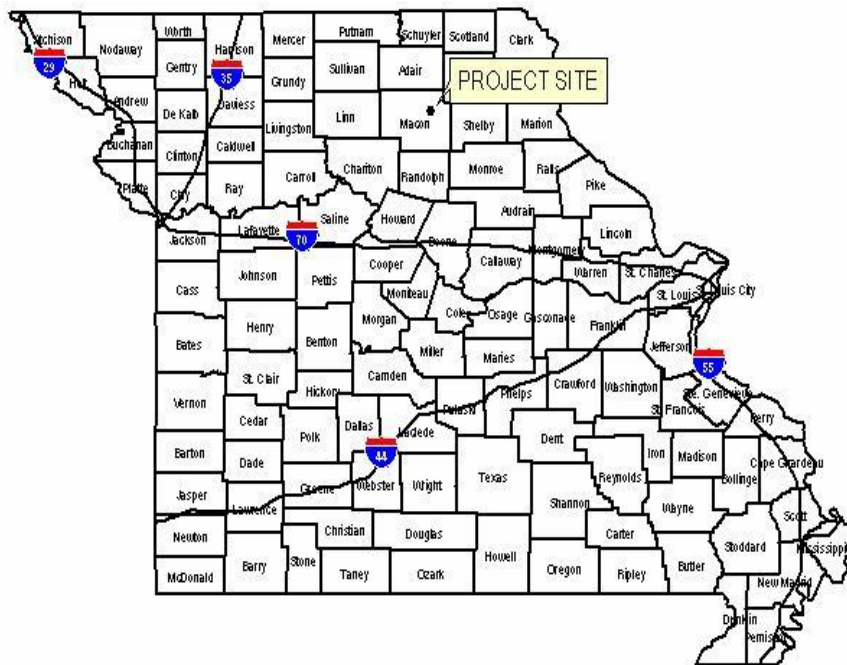 Worth
Putnam
Schuyler
Scotland
Clark
Nodaway
Harrison
Mercer
Sullivan
Adair
PROJECT SITE
29
Gentry
35
Grundy
Andrew
De Kalb
Daviess
Livingston
Linn
Macon
Shelby
Marion
Buchanan
Clinton
Caldwell
Chariton
Randolph
Monroe
Ralls
Platte
Clay
Ray
Carroll
Pike
Audrain
Lafayette
Saline
Howard
Boone
Lincoln
Jackson
70
Callaway
Montgomery
Johnson
Pettis
Cooper
Warren
St. Charles
Cass
Moniteau
St. Louis
St. Louis City
Cole
Osage
Gasconade
Franklin
Henry
Morgan
Bates
Benton
Miller
Maries
Jefferson
55
St. Clair
Camden
Hickory
Phelps
Crawford
Washington
Ste. Genevieve
Vernon
Pulaski
St. Francois
Perry
Cedar
Polk
Dallas
Laclede
Dent
Iron
Madison
Barton
44
Dade
Cape Girardeau
Texas
Reynolds
Bollinger
Jasper
Greene
Webster
Wright
Shannon
Wayne
Scott
Lawrence
Newton
Christian
Douglas
Carter
Stoddard
Mississippi
McDonald
Barry
Stone
Taney
Ozark
Howell
Oregon
Ripley
Butler
New Madrid
Dunklin
Pemiscot